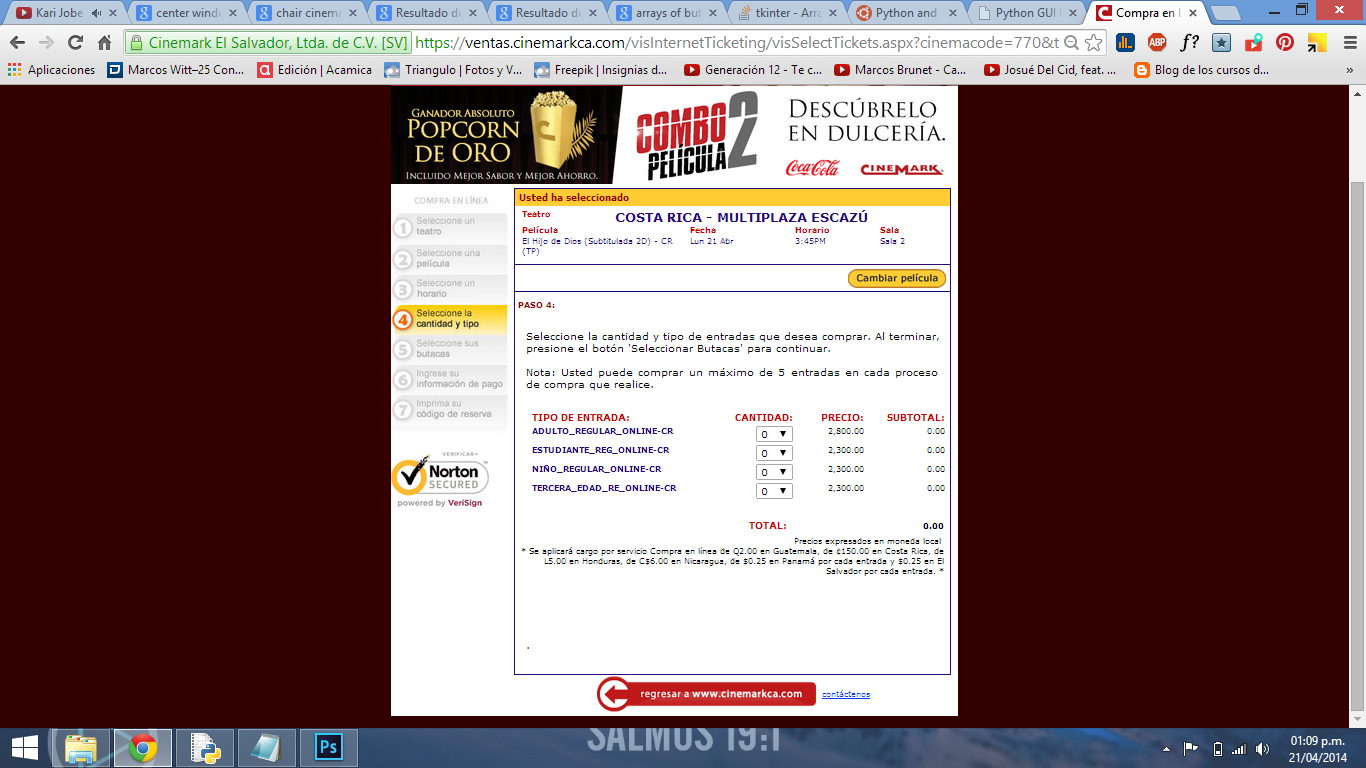 Kari Jobe
center wind
chair cinem
Resultado de
Resultado de
arrays of but
tkinter - Arra
Python and
Python GUI
Compra en l
Cinemark El Salvador, Ltda. de C.V. [SV]
https://ventas.cinemarkca.com/visInternetTicketing/visSelectTickets.aspx?cinemacode=770&t
ABP
f?
Aplicaciones
Marcos Witt–25 Con...
Edición | Acamica
Triangulo | Fotos y V...
Freepik | Insignias d...
Generación 12 - Te c...
Marcos Brunet - Ca...
Josué Del Cid, feat. ...
Blog de los cursos d...
»
GANADOR ABSOLUTO
POPCORN
DE ORO
INCLUIDO MEJOR SABOR Y MEJOR AHORRO.
COMBO
PELÍCULA 2
DESCÚBRELO
EN DULCERÍA.
Coca-Cola
CINEMARK
COMPRA EN LÍNEA
1 Seleccione un
teatro
2 Seleccione una
película
3 Seleccione un
horario
4 Seleccione la
cantidad y tipo
5 Seleccione sus
butacas
6 Ingrese su
información de pago
7 Imprima su
código de reserva
VERIFICAR
Norton
SECURED
powered by VeriSign
Usted ha seleccionado
Teatro
COSTA RICA - MULTIPLAZA ESCAZÚ
Película Fecha Horario Sala
El Hijo de Dios (Subtitulada 2D) - CR Lun 21 Abr 3:45PM Sala 2
(TP)
Cambiar película
PASO 4:
Seleccione la cantidad y tipo de entradas que desea comprar. Al terminar,
presione el botón 'Seleccionar Butacas' para continuar.
Nota: Usted puede comprar un máximo de 5 entradas en cada proceso
de compra que realice.
TIPO DE ENTRADA: CANTIDAD: PRECIO: SUBTOTAL:
ADULTO_REGULAR_ONLINE-CR 0 2,800.00 0.00
ESTUDIANTE_REG_ONLINE-CR 0 2,300.00 0.00
NIÑO_REGULAR_ONLINE-CR 0 2,300.00 0.00
TERCERA_EDAD_RE_ONLINE-CR 0 2,300.00 0.00
TOTAL: 0.00
Precios expresados en moneda local
* Se aplicará cargo por servicio Compra en línea de Q2.00 en Guatemala, de ¢150.00 en Costa Rica, de
L5.00 en Honduras, de C$6.00 en Nicaragua, de $0.25 en Panamá por cada entrada y $0.25 en El
Salvador por cada entrada. *
regresar a www.cinemarkca.com
contáctenos
SALMOS 19:1
Ps
01:09 p.m.
21/04/2014